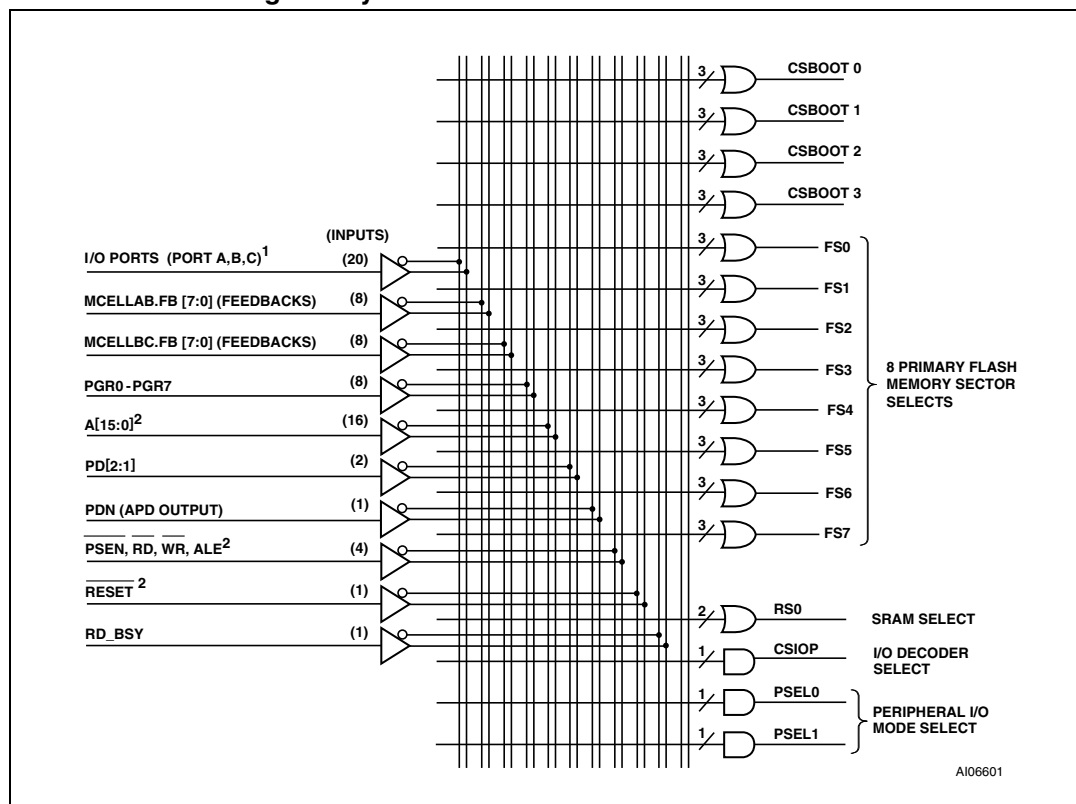 (INPUTS)
I/O PORTS (PORT A,B,C)1 (20)
MCELLAB.FB [7:0] (FEEDBACKS) (8)
MCELLBC.FB [7:0] (FEEDBACKS) (8)
PGR0 - PGR7 (8)
A[15:0]2 (16)
PD[2:1] (2)
PDN (APD OUTPUT) (1)
PSEN, RD, WR, ALE2 (4)
RESET 2 (1)
RD_BSY (1)
3 CSBOOT 0
3 CSBOOT 1
3 CSBOOT 2
3 CSBOOT 3
3 FS0
3 FS1
3 FS2
3 FS3
3 FS4
3 FS5
3 FS6
3 FS7
8 PRIMARY FLASH
MEMORY SECTOR
SELECTS
2 RS0 SRAM SELECT
1 CSIOP I/O DECODER
SELECT
1 PSEL0
1 PSEL1
PERIPHERAL I/O
MODE SELECT
AI06601